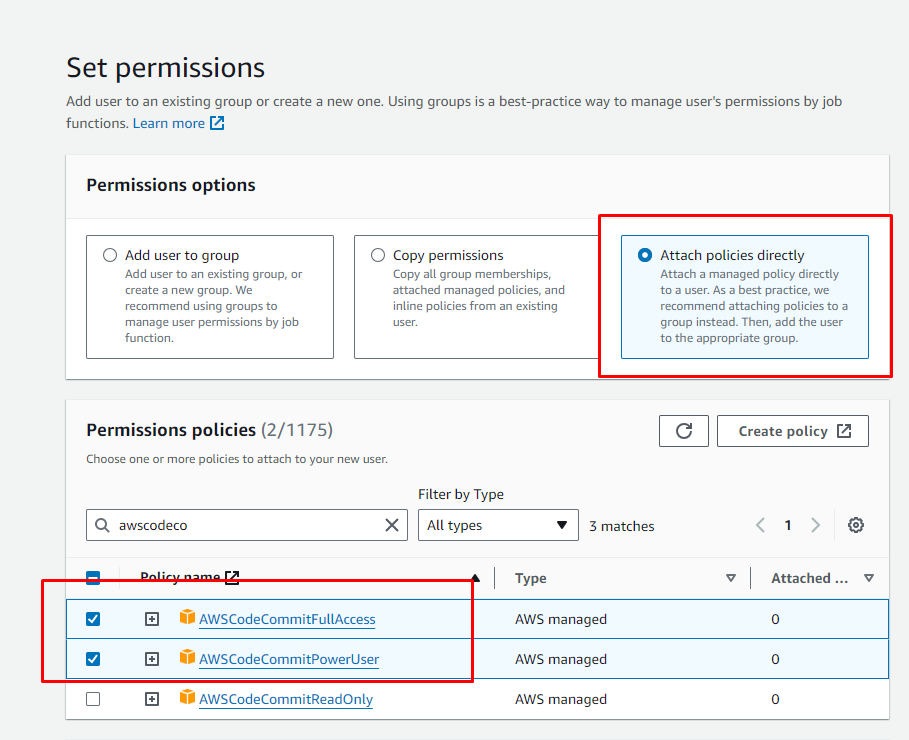 Set permissions
Add user to an existing group or create a new one. Using groups is a best-practice way to manage user's permissions by job
functions. Learn more
Permissions options
Add user to group
Add user to an existing group, or
create a new group. We
recommend using groups to
manage user permissions by job
function.
Copy permissions
Copy all group memberships,
attached managed policies, and
inline policies from an existing
user.
Attach policies directly
Attach a managed policy directly
to a user. As a best practice, we
recommend attaching policies to a
group instead. Then, add the user
to the appropriate group.
Permissions policies (2/1175)
Create policy
Choose one or more policies to attach to your new user.
Filter by Type
awscodeco
All types
3 matches
1
Policy name
Type
Attached ...
AWSCodeCommitFullAccess
AWS managed
0
AWSCodeCommitPowerUser
AWS managed
0
AWSCodeCommitReadOnly
AWS managed
0